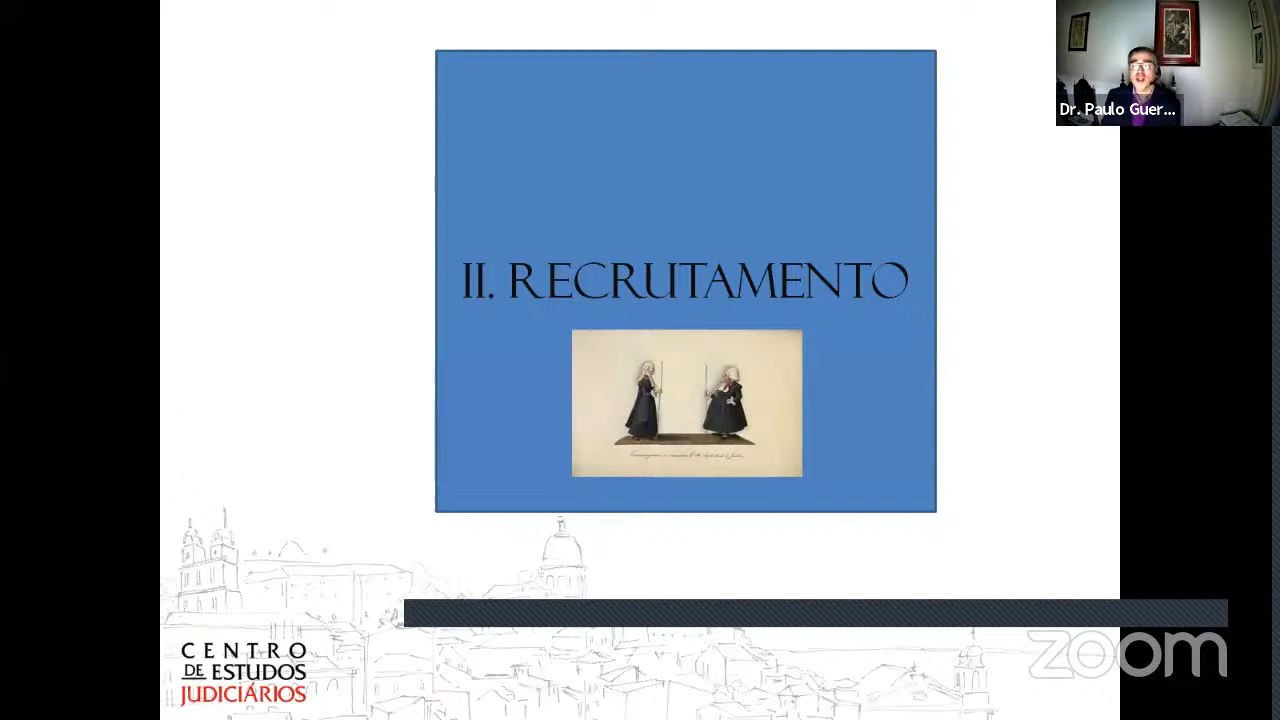 Dr. Paulo Guer...
II. RECRUTAMENTO
CENTRO
DE ESTUDOS
JUDICIÁRIOS
zoom